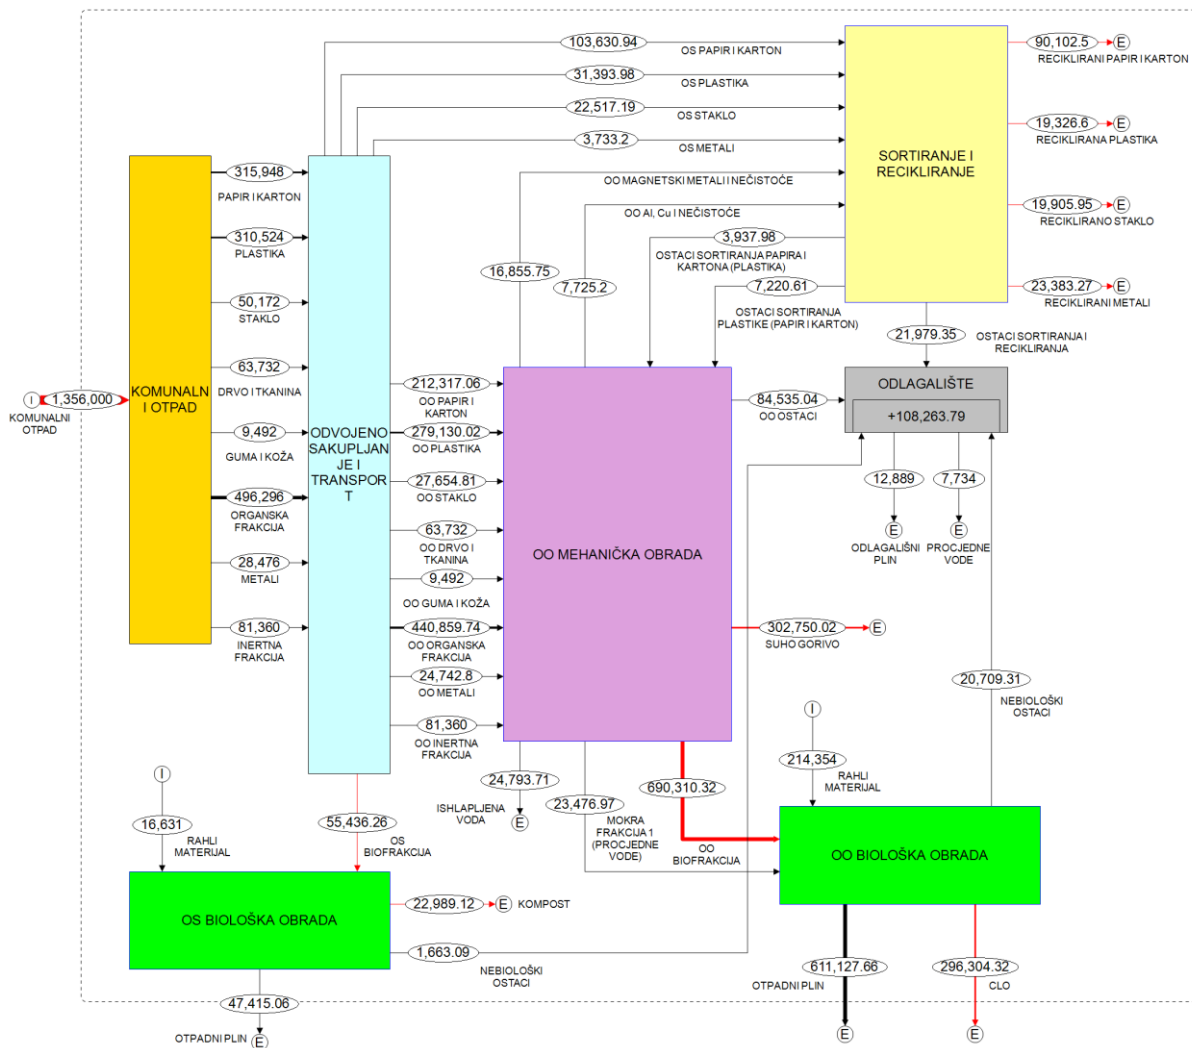 103,630.94
OS PAPIR I KARTON
31,393.98
OS PLASTIKA
22,517.19
OS STAKLO
3,733.2
OS METALI
OO MAGNETSKI METALI I NEČISTOĆE
OO Al, Cu I NEČISTOĆE
16,855.75
7,725.2
SORTIRANJE I
RECIKLIRANJE
90,102.5
E
RECIKLIRANI PAPIR I KARTON
19,326.6
E
RECIKLIRANA PLASTIKA
19,905.95
E
RECIKLIRANO STAKLO
23,383.27
E
RECIKLIRANI METALI
3,937.98
OSTACI SORTIRANJA PAPIRA I
KARTONA (PLASTIKA)
7,220.61
OSTACI SORTIRANJA
PLASTIKE (PAPIR I KARTON)
21,979.35
OSTACI SORTIRANJA I
RECIKLIRANJA
I
1,356,000
KOMUNALNI
OTPAD
KOMUNALN
I OTPAD
315,948
PAPIR I KARTON
310,524
PLASTIKA
50,172
STAKLO
63,732
DRVO I TKANINA
9,492
GUMA I KOŽA
496,296
ORGANSKA
FRAKCIJA
28,476
METALI
81,360
INERTNA
FRAKCIJA
ODVOJENO
SAKUPLJAN
JE I
TRANSPOR
T
212,317.06
OO PAPIR I
KARTON
279,130.02
OO PLASTIKA
27,654.81
OO STAKLO
63,732
OO DRVO I
TKANINA
9,492
OO GUMA I KOŽA
440,859.74
OO ORGANSKA
FRAKCIJA
24,742.8
OO METALI
81,360
OO INERTNA
FRAKCIJA
OO MEHANIČKA OBRADA
84,535.04
OO OSTACI
ODLAGALIŠTE
+108,263.79
12,889
E
ODLAGALIŠNI
PLIN
7,734
E
PROCJEDNE
VODE
302,750.02
E
SUHO GORIVO
20,709.31
NEBIOLOŠKI
OSTACI
24,793.71
ISHLAPLJENA
VODA
E
23,476.97
MOKRA
FRAKCIJA 1
(PROCJEDNE
VODE)
690,310.32
OO
BIOFRAKCIJA
I
214,354
RAHLI
MATERIJAL
OO BIOLOŠKA OBRADA
I
16,631
RAHLI
MATERIJAL
55,436.26
OS
BIOFRAKCIJA
OS BIOLOŠKA OBRADA
22,989.12
E
KOMPOST
1,663.09
NEBIOLOŠKI
OSTACI
47,415.06
OTPADNI PLIN
E
611,127.66
OTPADNI PLIN
E
296,304.32
CLO
E